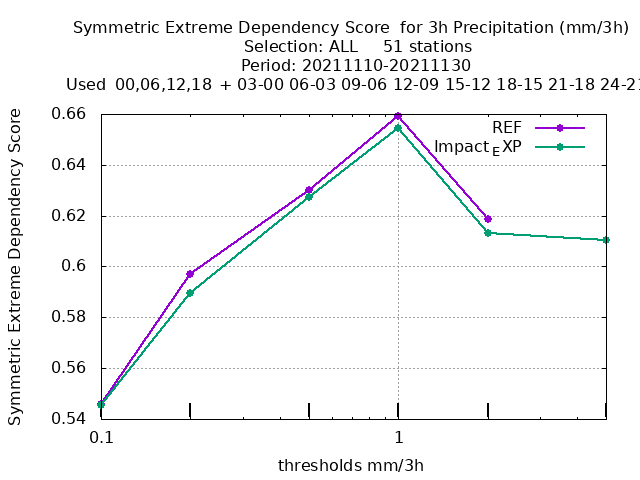 Symmetric Extreme Dependency Score  for 3h Precipitation (mm/3h)
Selection: ALL     51 stations
Period: 20211110-20211130
Used  00,06,12,18  + 03-00 06-03 09-06 12-09  15-12 18-15 21-18 24-21
Symmetric Extreme Dependency Score
0.66
0.64
0.62
0.6
0.58
0.56
0.54
REF
Impact_EXP
0.1
1
thresholds mm/3h